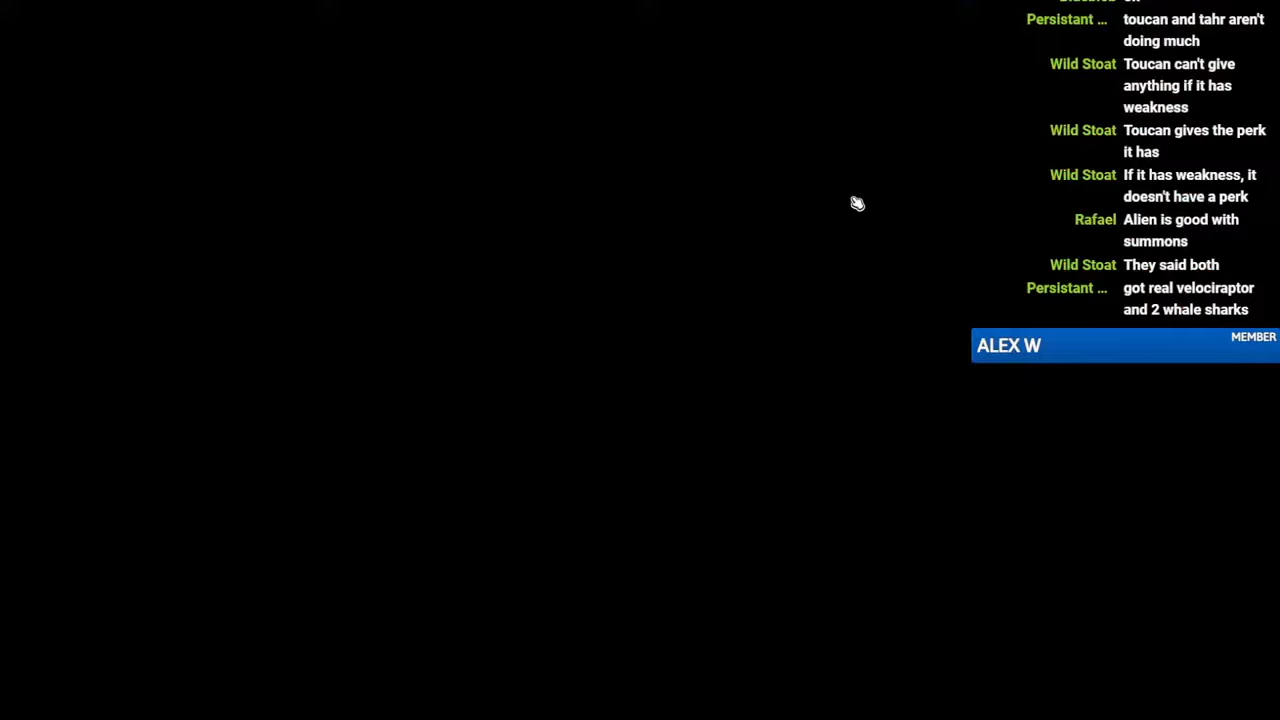 Persistant ... toucan and tahr aren't
doing much
Wild Stoat Toucan can't give
anything if it has
weakness
Wild Stoat Toucan gives the perk
it has
Wild Stoat If it has weakness, it
doesn't have a perk
Rafael Alien is good with
summons
Wild Stoat They said both
Persistant ... got real velociraptor
and 2 whale sharks
ALEX W MEMBER